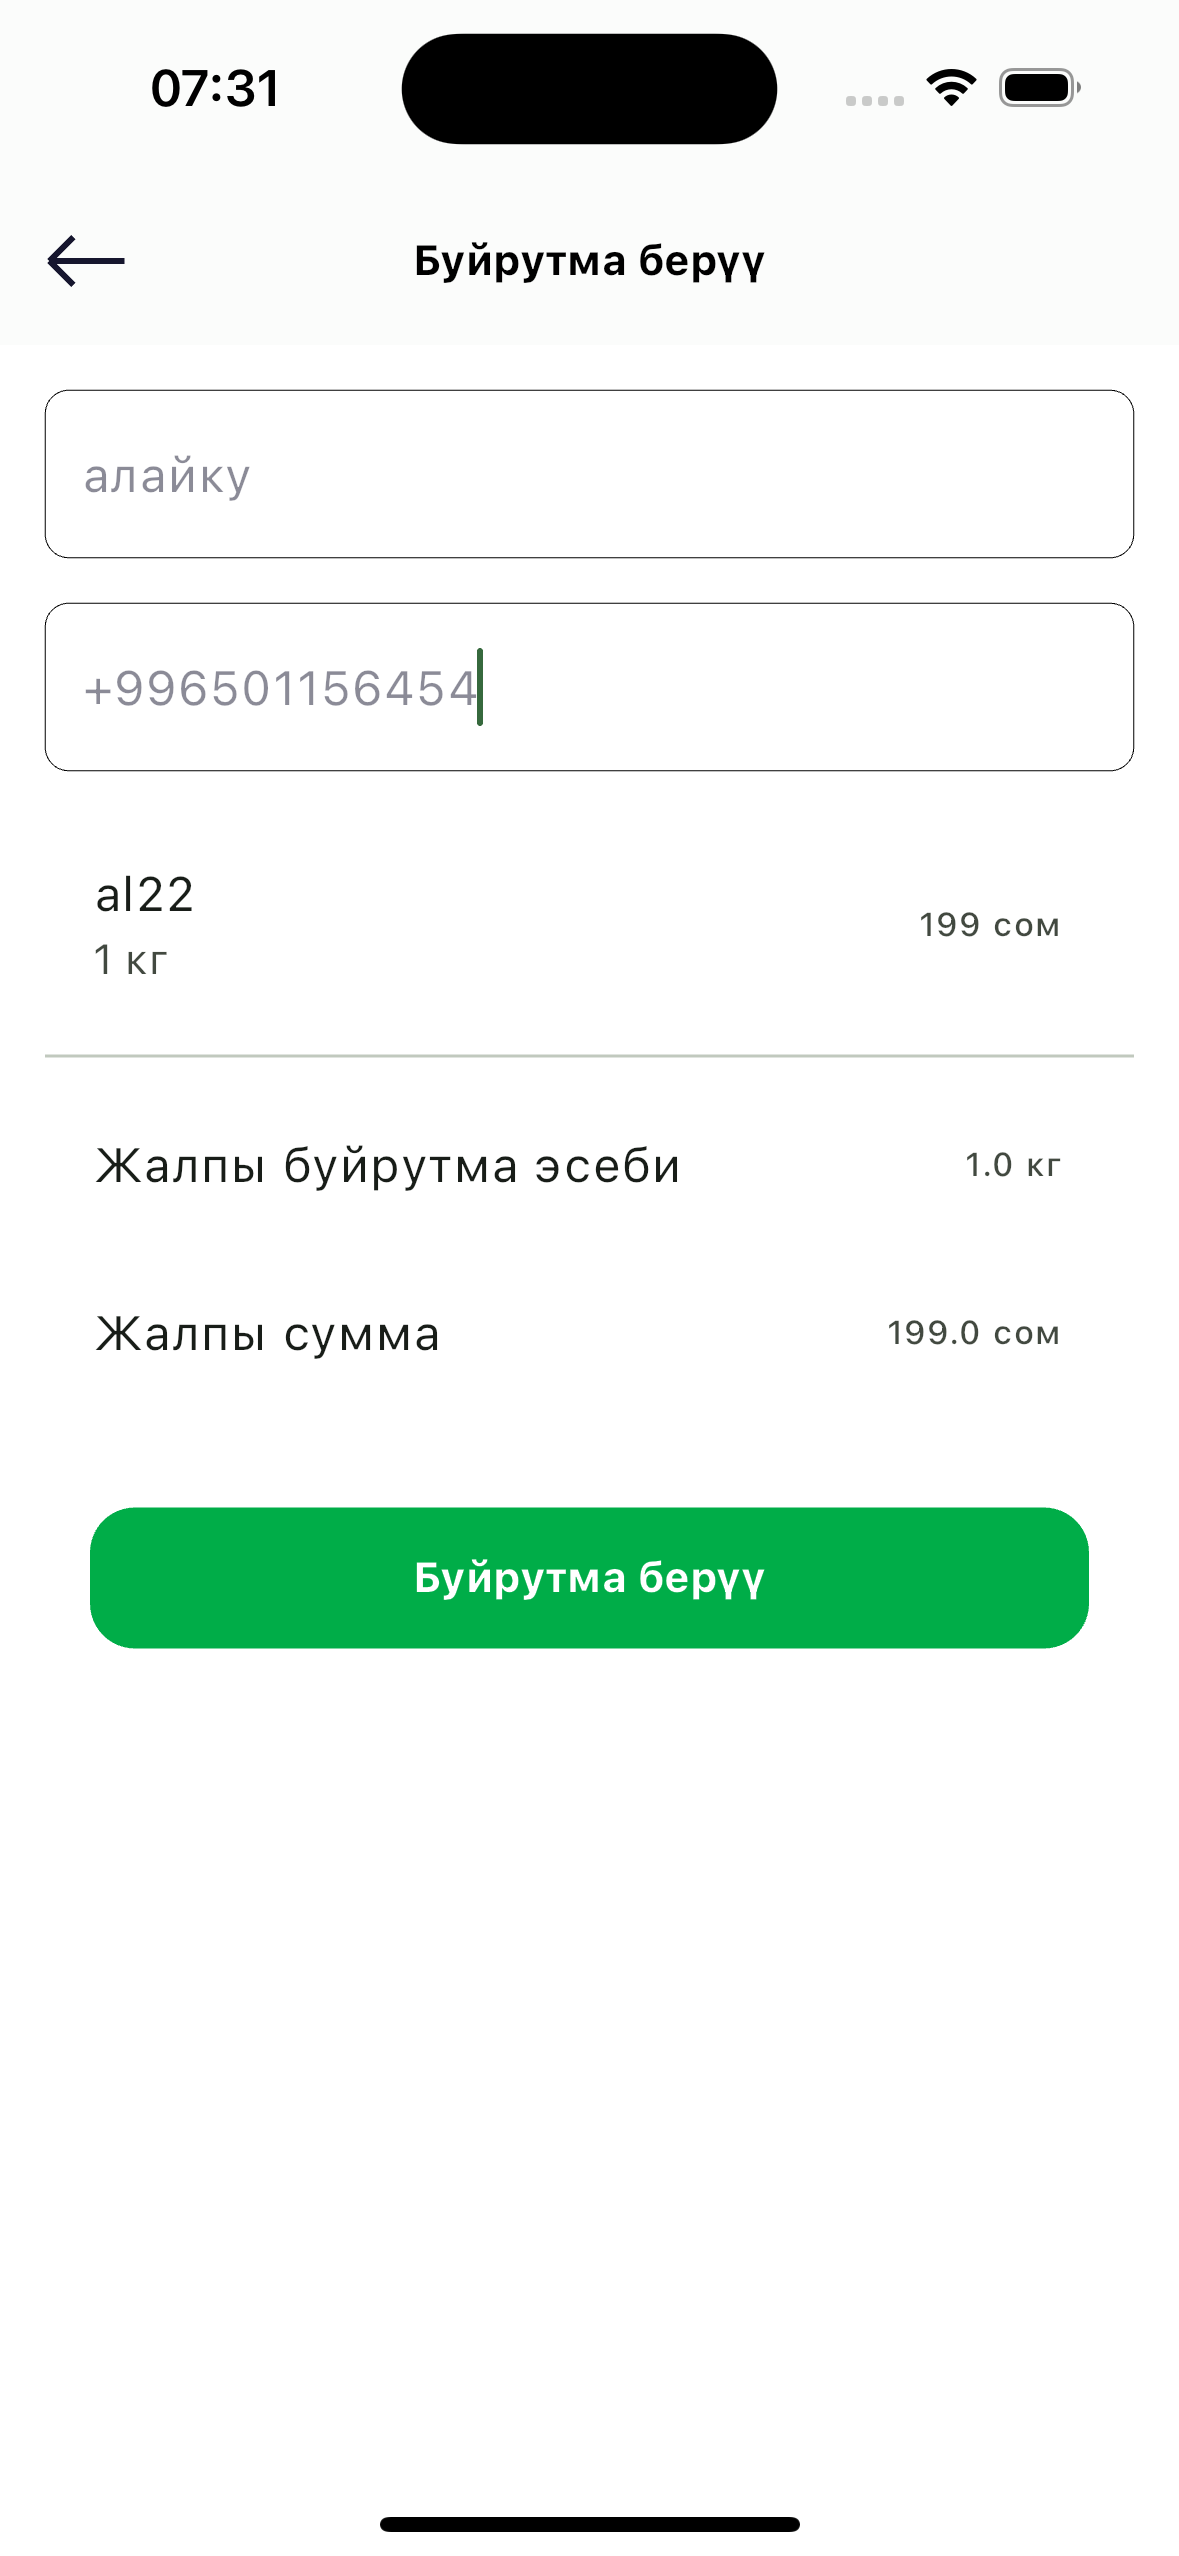 07:31
Буйрутма берүү
алайку
+996501156454
al22
199 сом
1 кг
Жалпы буйрутма эсеби
1.0 кг
Жалпы сумма
199.0 сом
Буйрутма берүү